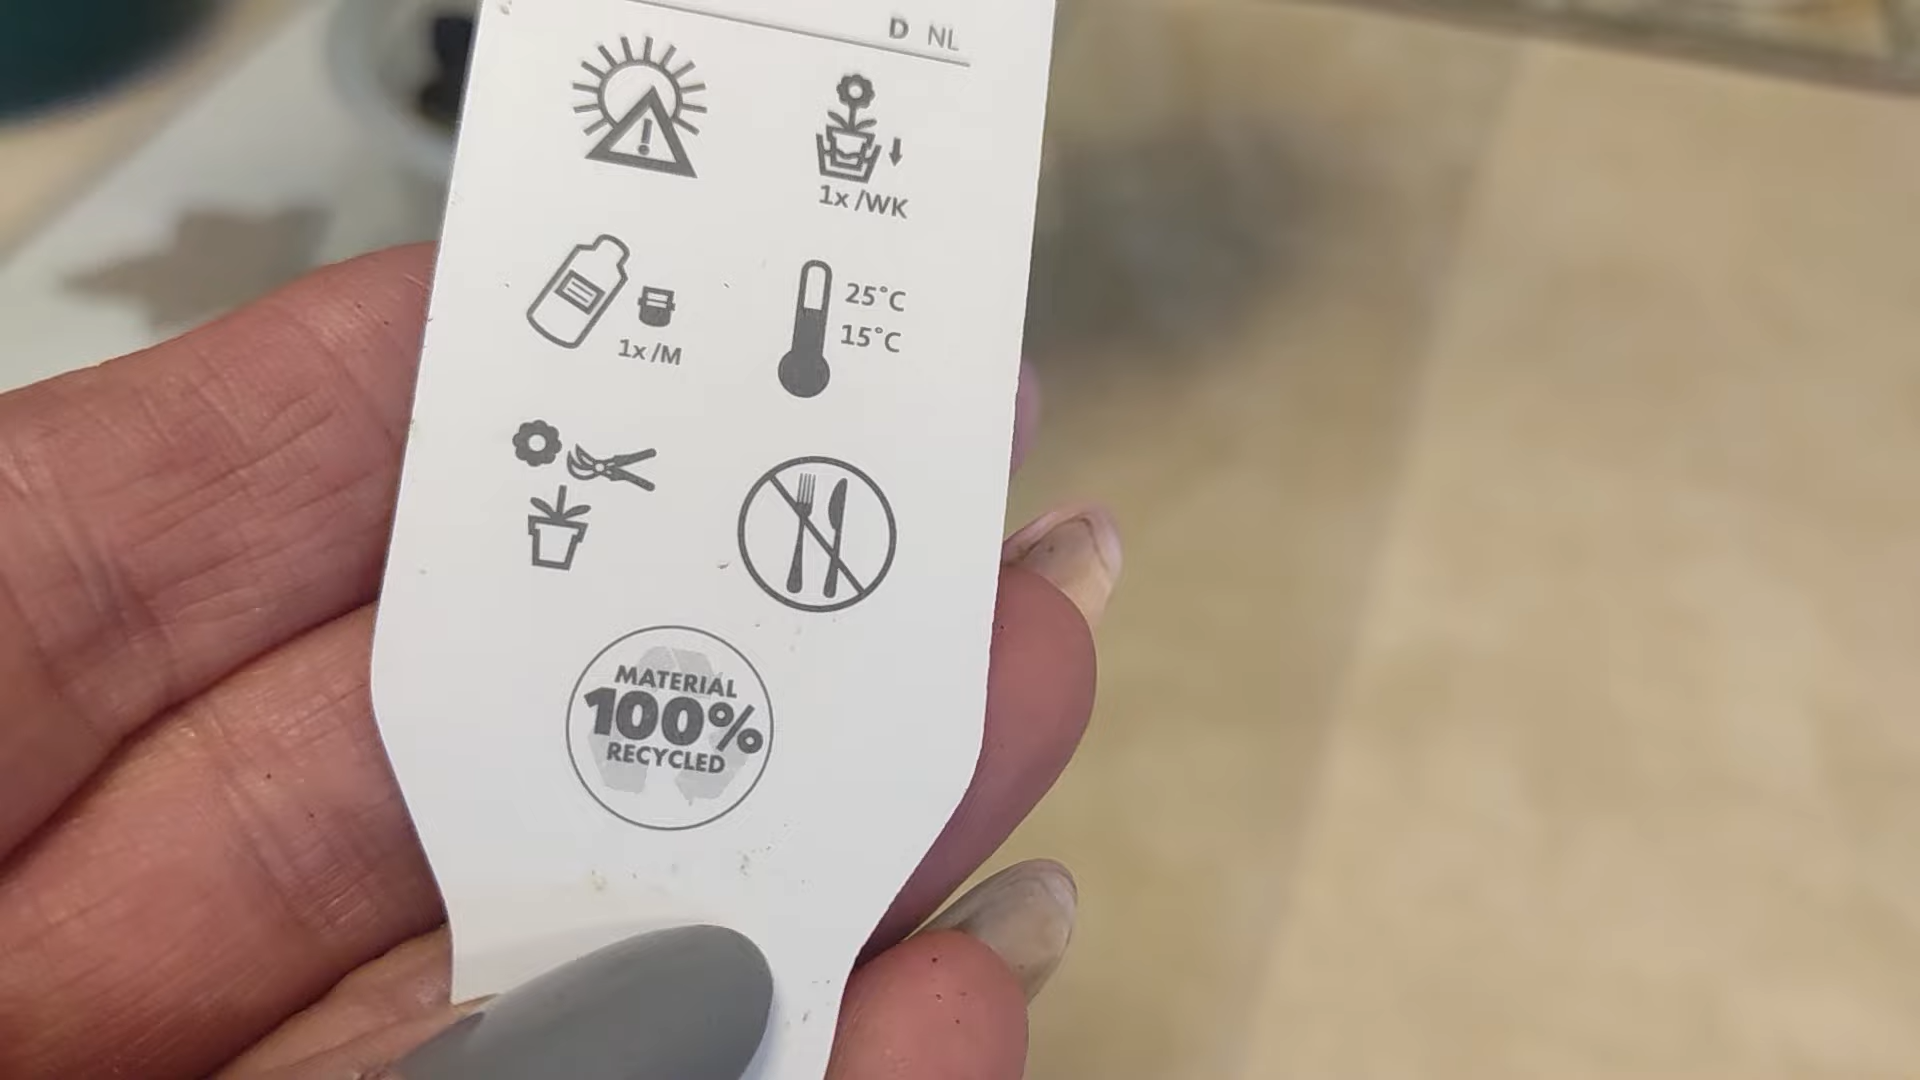 D NL
1x /WK
25°C
15°C
1x /M
MATERIAL
100%
RECYCLED